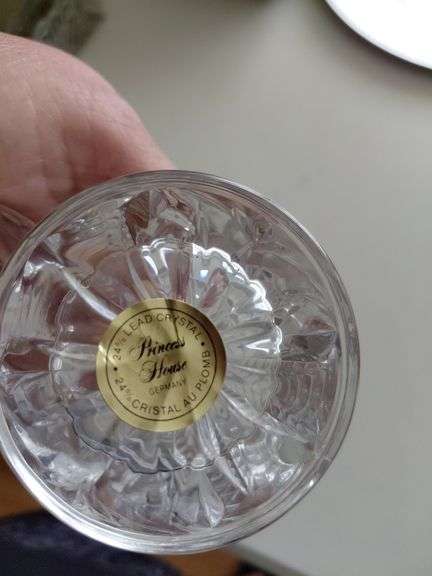 24% LEAD CRYSTAL
Princess
House
GERMANY
24% CRISTAL AU PLOMB